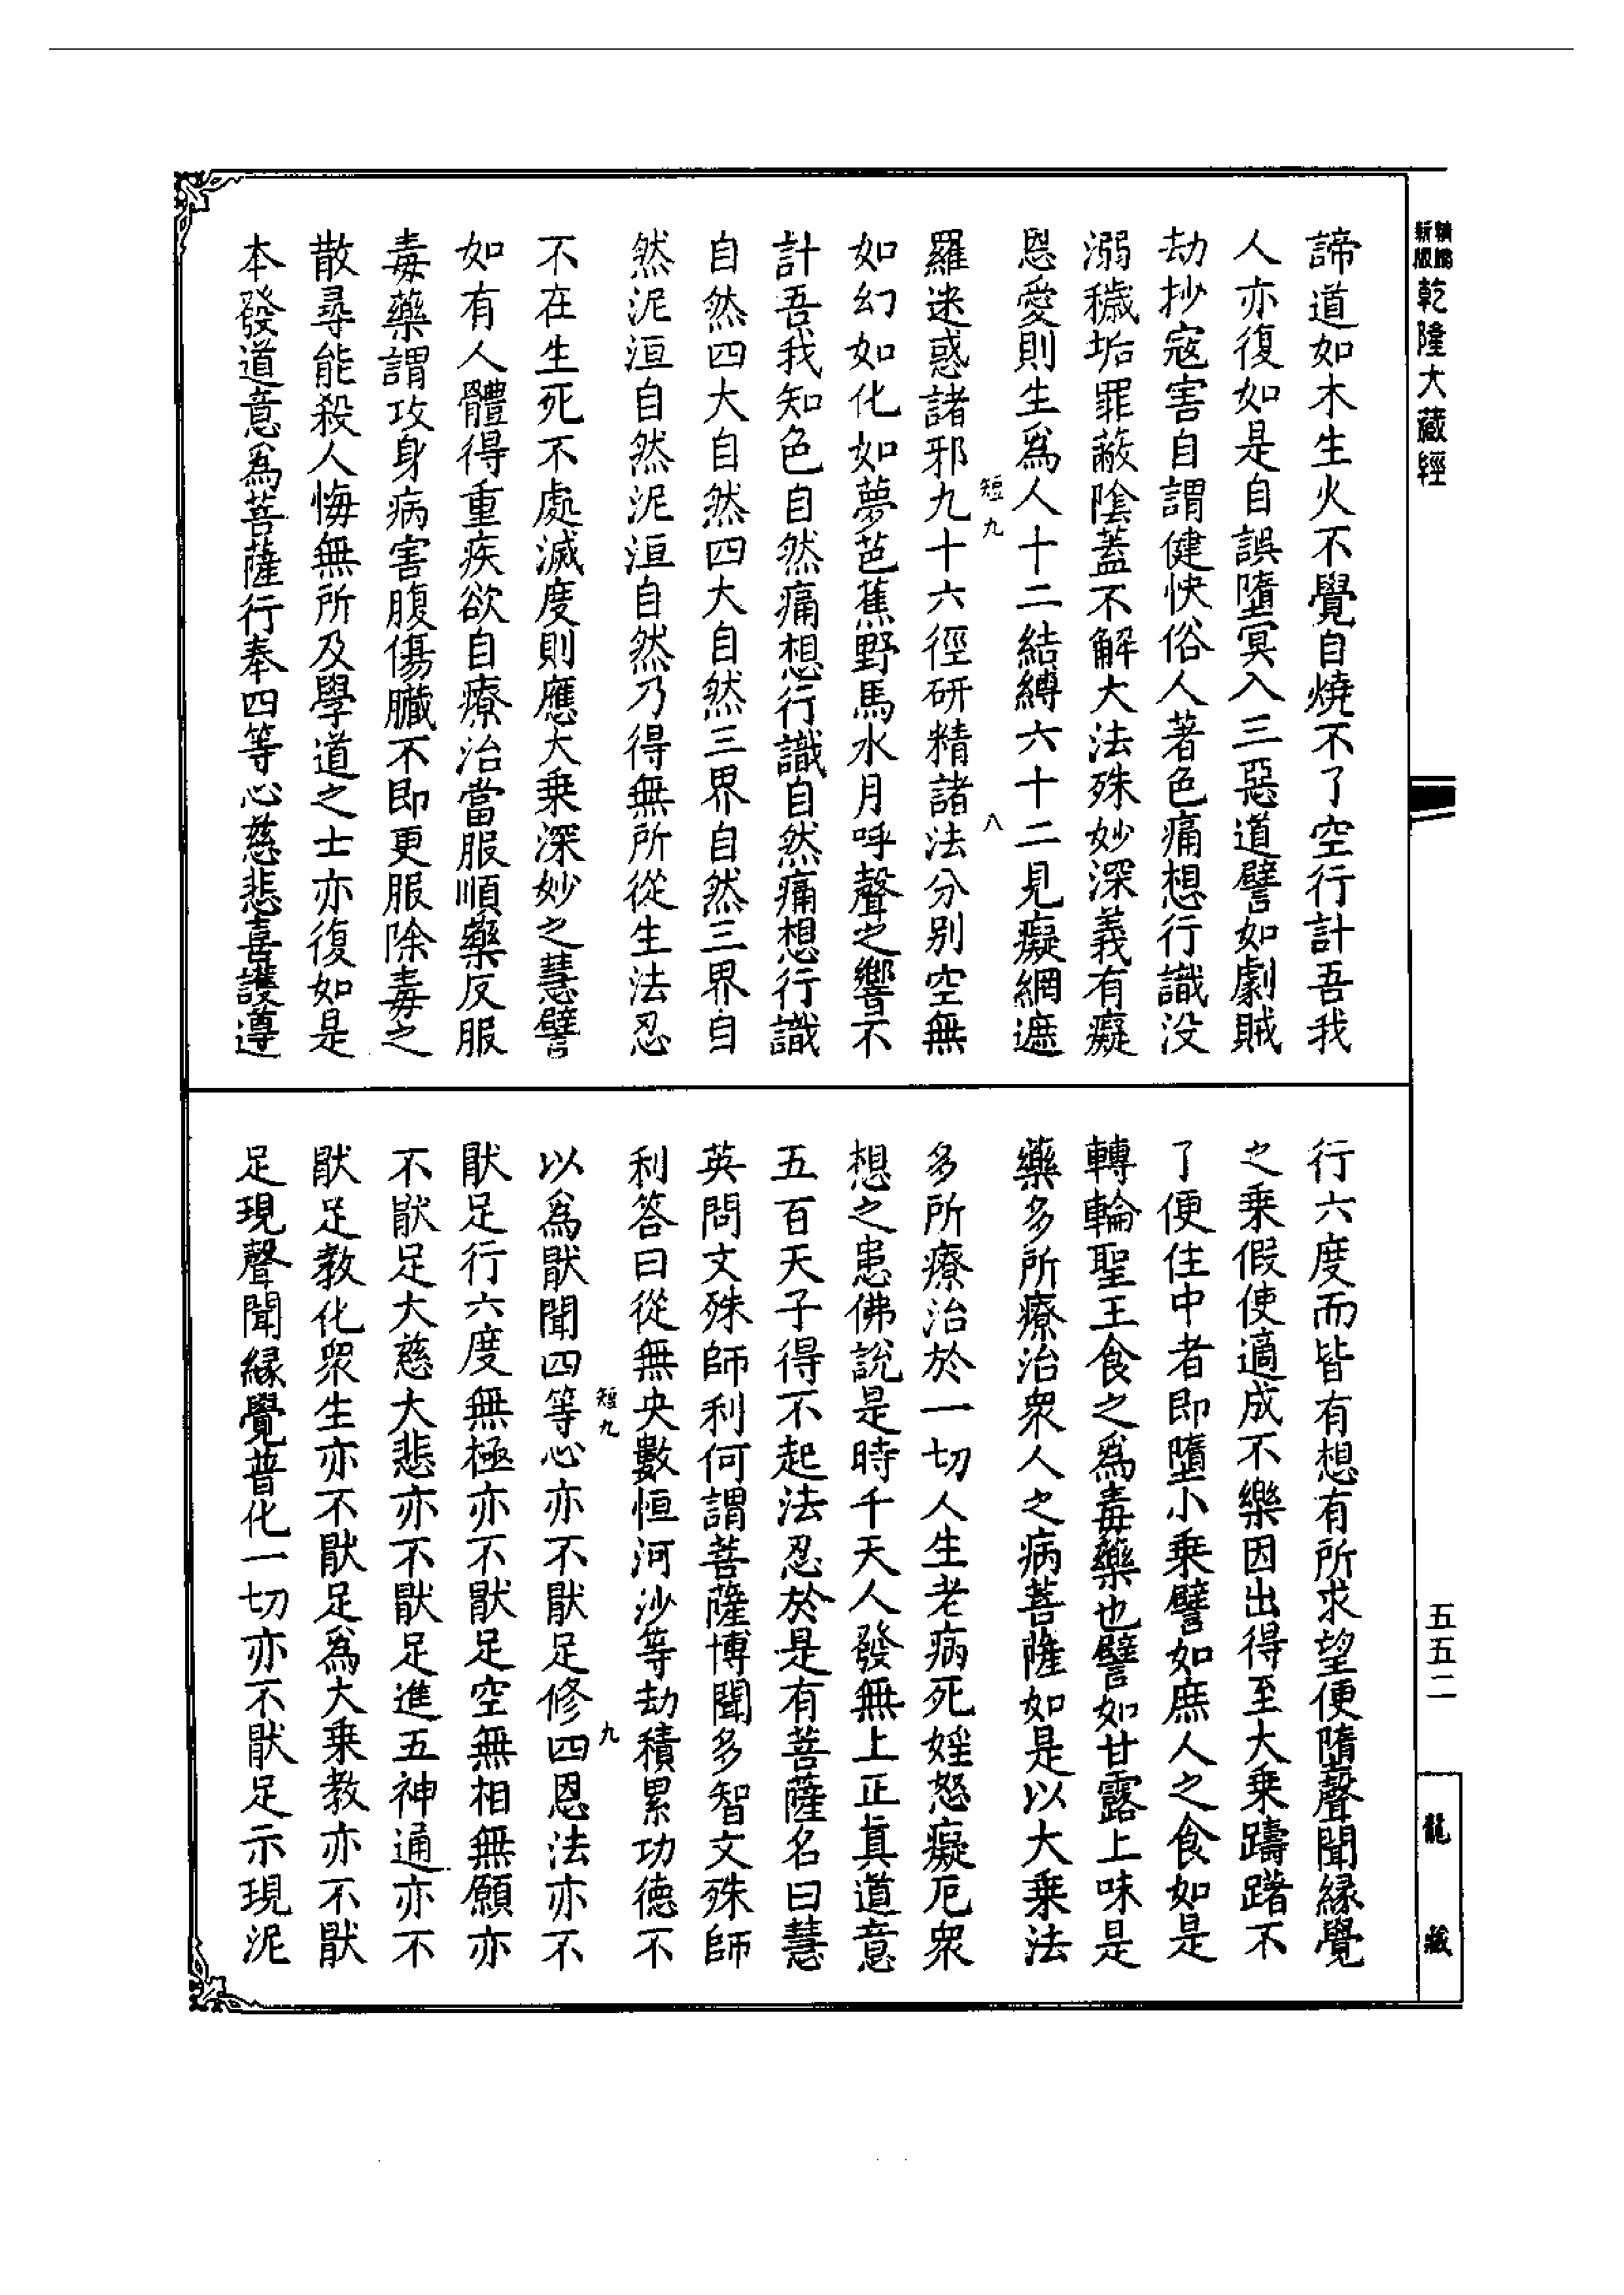 乾隆大藏經
諦道如木生火不覺自燒不了空行計吾我
人亦復如是自誤墮冥入三惡道譬如劇賊
劫抄寇害自謂健快俗人著色痛想行識沒
溺穢垢罪蔽陰蓋不解大法殊妙深義有癡
恩愛則生爲人十二結縛六十二見癡網遮
短九
八
羅迷惑諸邪九十六徑研精諸法分別空無
如幻如化如夢芭蕉野馬水月呼聲之響不
計吾我知色自然痛想行識自然痛想行識
自然四大自然四大自然三界自然三界自
然泥洹自然泥洹自然乃得無所從生法忍
不在生死不處滅度則應大乘深妙之慧譬
如有人體得重疾欲自療治當服順藥反服
毒藥謂攻身病害腹傷臟不即更服除毒之
散尋能殺人悔無所及學道之士亦復如是
本發道意爲菩薩行奉四等心慈悲喜護遵
行六度而皆有想有所求望便墮聲聞緣覺
之乘假使適成不樂因出得至大乘躊躇不
了便住中者即墮小乘譬如庶人之食如是
轉輪聖王食之爲毒藥也譬如甘露上味是
藥多所療治衆人之病菩薩如是以大乘法
多所療治於一切人生老病死婬怒癡厄衆
想之患佛說是時千天人發無上正真道意
五百天子得不起法忍於是有菩薩名曰慧
英問文殊師利何謂菩薩博聞多智文殊師
利答曰從無央數恒河沙等劫積累功德不
短九
九
以爲猒聞四等心亦不猒足修四恩法亦不
猒足行六度無極亦不猒足空無相無願亦
不猒足大慈大悲亦不猒足進五神通亦不
猒足教化衆生亦不猒足爲大乘教亦不猒
足現聲聞緣覺普化一切亦不猒足示現泥
五五二
龍藏